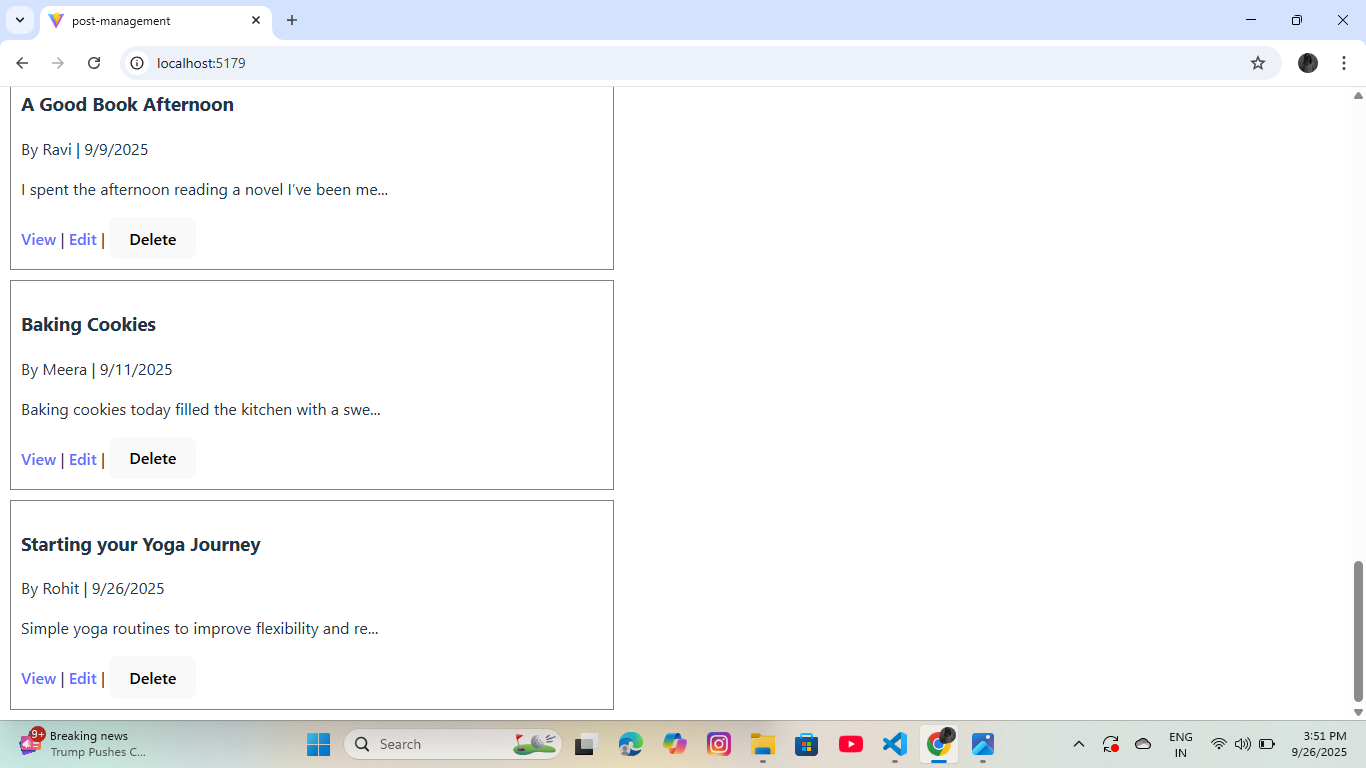 post-management
localhost:5179
A Good Book Afternoon
By Ravi | 9/9/2025
I spent the afternoon reading a novel I’ve been me...
View | Edit | Delete
Baking Cookies
By Meera | 9/11/2025
Baking cookies today filled the kitchen with a swe...
View | Edit | Delete
Starting your Yoga Journey
By Rohit | 9/26/2025
Simple yoga routines to improve flexibility and re...
View | Edit | Delete
9+
Breaking news
Trump Pushes C...
Search
ENG
IN
3:51 PM
9/26/2025